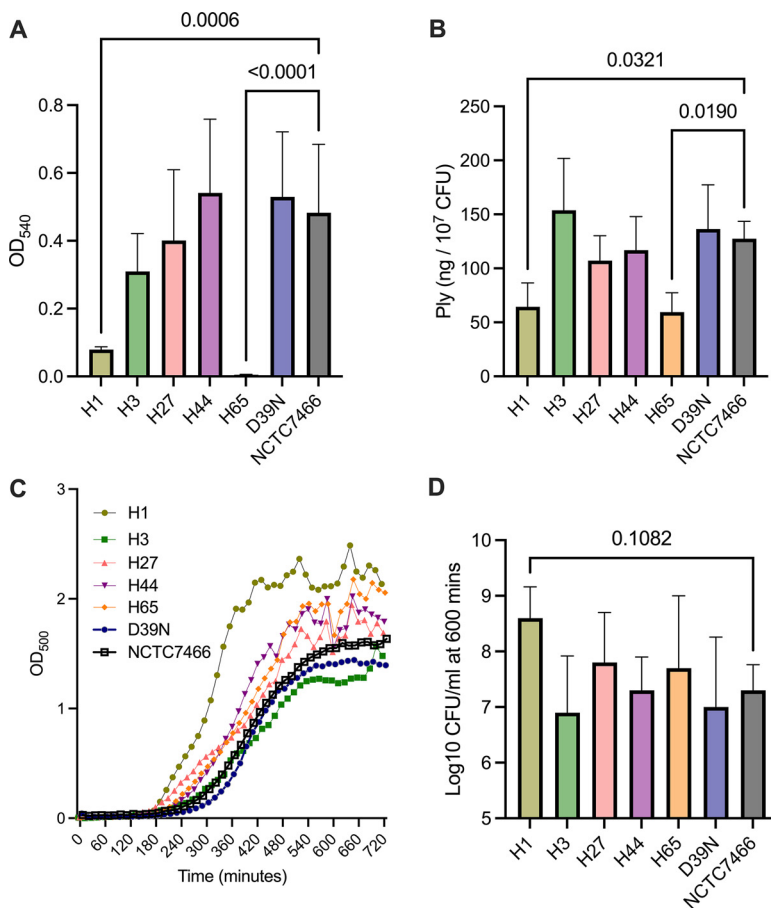 A
0.0006
<0.0001
0.8
0.6
0.4
0.2
0.0
OD540
H1
H3
H27
H44
H65
D39N
NCTC7466
B
0.0321
0.0190
250
200
150
100
50
0
Ply (ng / 10⁷ CFU)
H1
H3
H27
H44
H65
D39N
NCTC7466
C
3
2
1
0
OD500
H1
H3
H27
H44
H65
D39N
NCTC7466
0
60
120
180
240
300
360
420
480
540
600
660
720
Time (minutes)
D
0.1082
10
9
8
7
6
5
Log10 CFU/ml at 600 mins
H1
H3
H27
H44
H65
D39N
NCTC7466